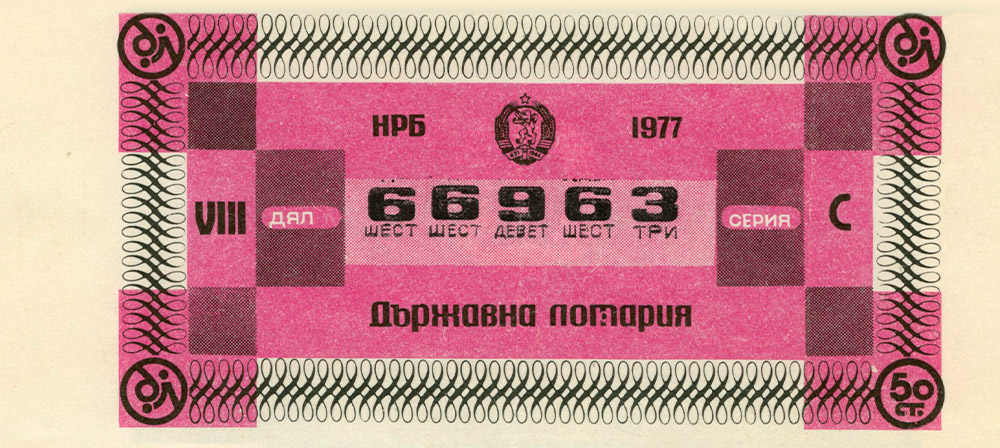 НРБ 1977
66963
VIII ДЯЛ ШЕСТ ШЕСТ ДЕВЕТ ШЕСТ ТРИ СЕРИЯ С
Държавна лотария
50 ст.